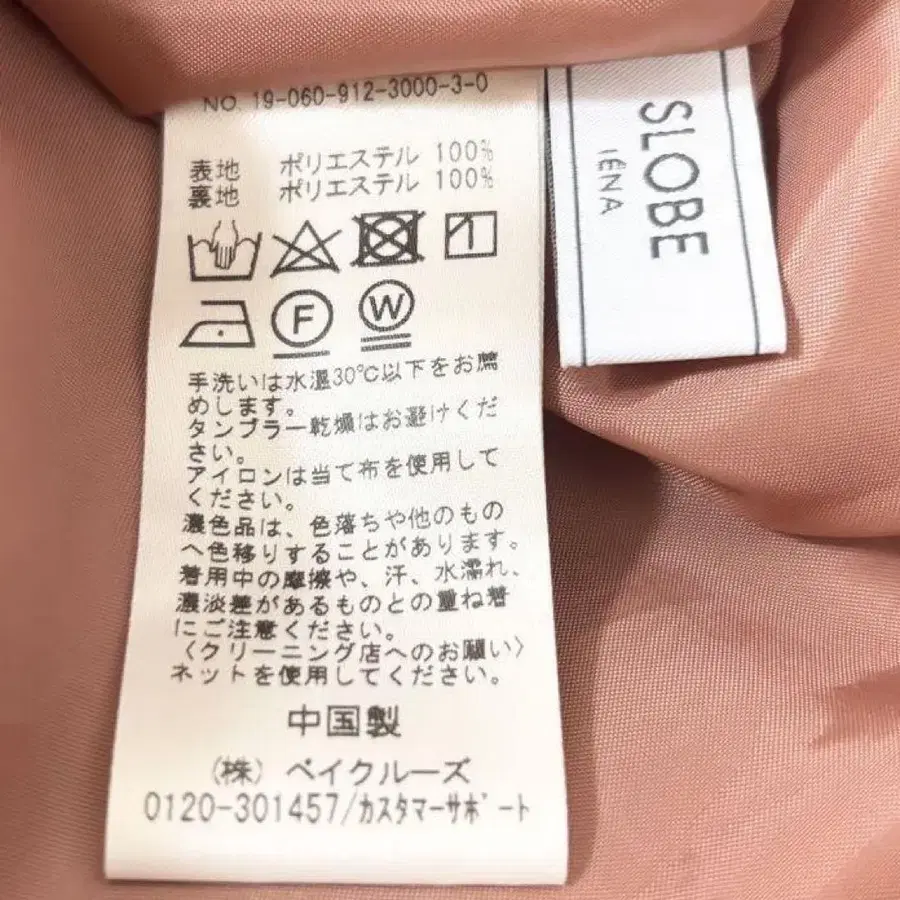 NO. 19-060-912-3000-3-0
表地 ポリエステル 100%
裏地 ポリエステル 100%
F
W
手洗いは水温30℃以下をお薦
めします。
タンブラー乾燥はお避けくだ
さい。
アイロンは当て布を使用して
ください。
濃色品は、色落ちや他のもの
へ色移りすることがあります。
着用中の摩擦や、汗、水濡れ、
濃淡差があるものとの重ね着
にご注意ください。
〈クリーニング店へのお願い〉
ネットを使用してください。
中国製
(株) ベイクルーズ
0120-301457/カスタマーサポート
SLOBE
IÉNA